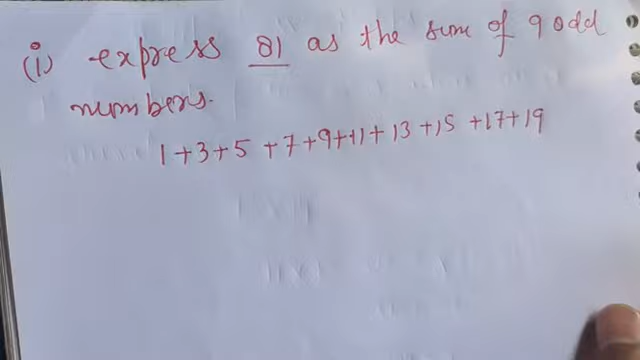 (i) express 81 as the sum of 9 odd
numbers.
1+3+5 +7+9+11+ 13 +15 +17+19